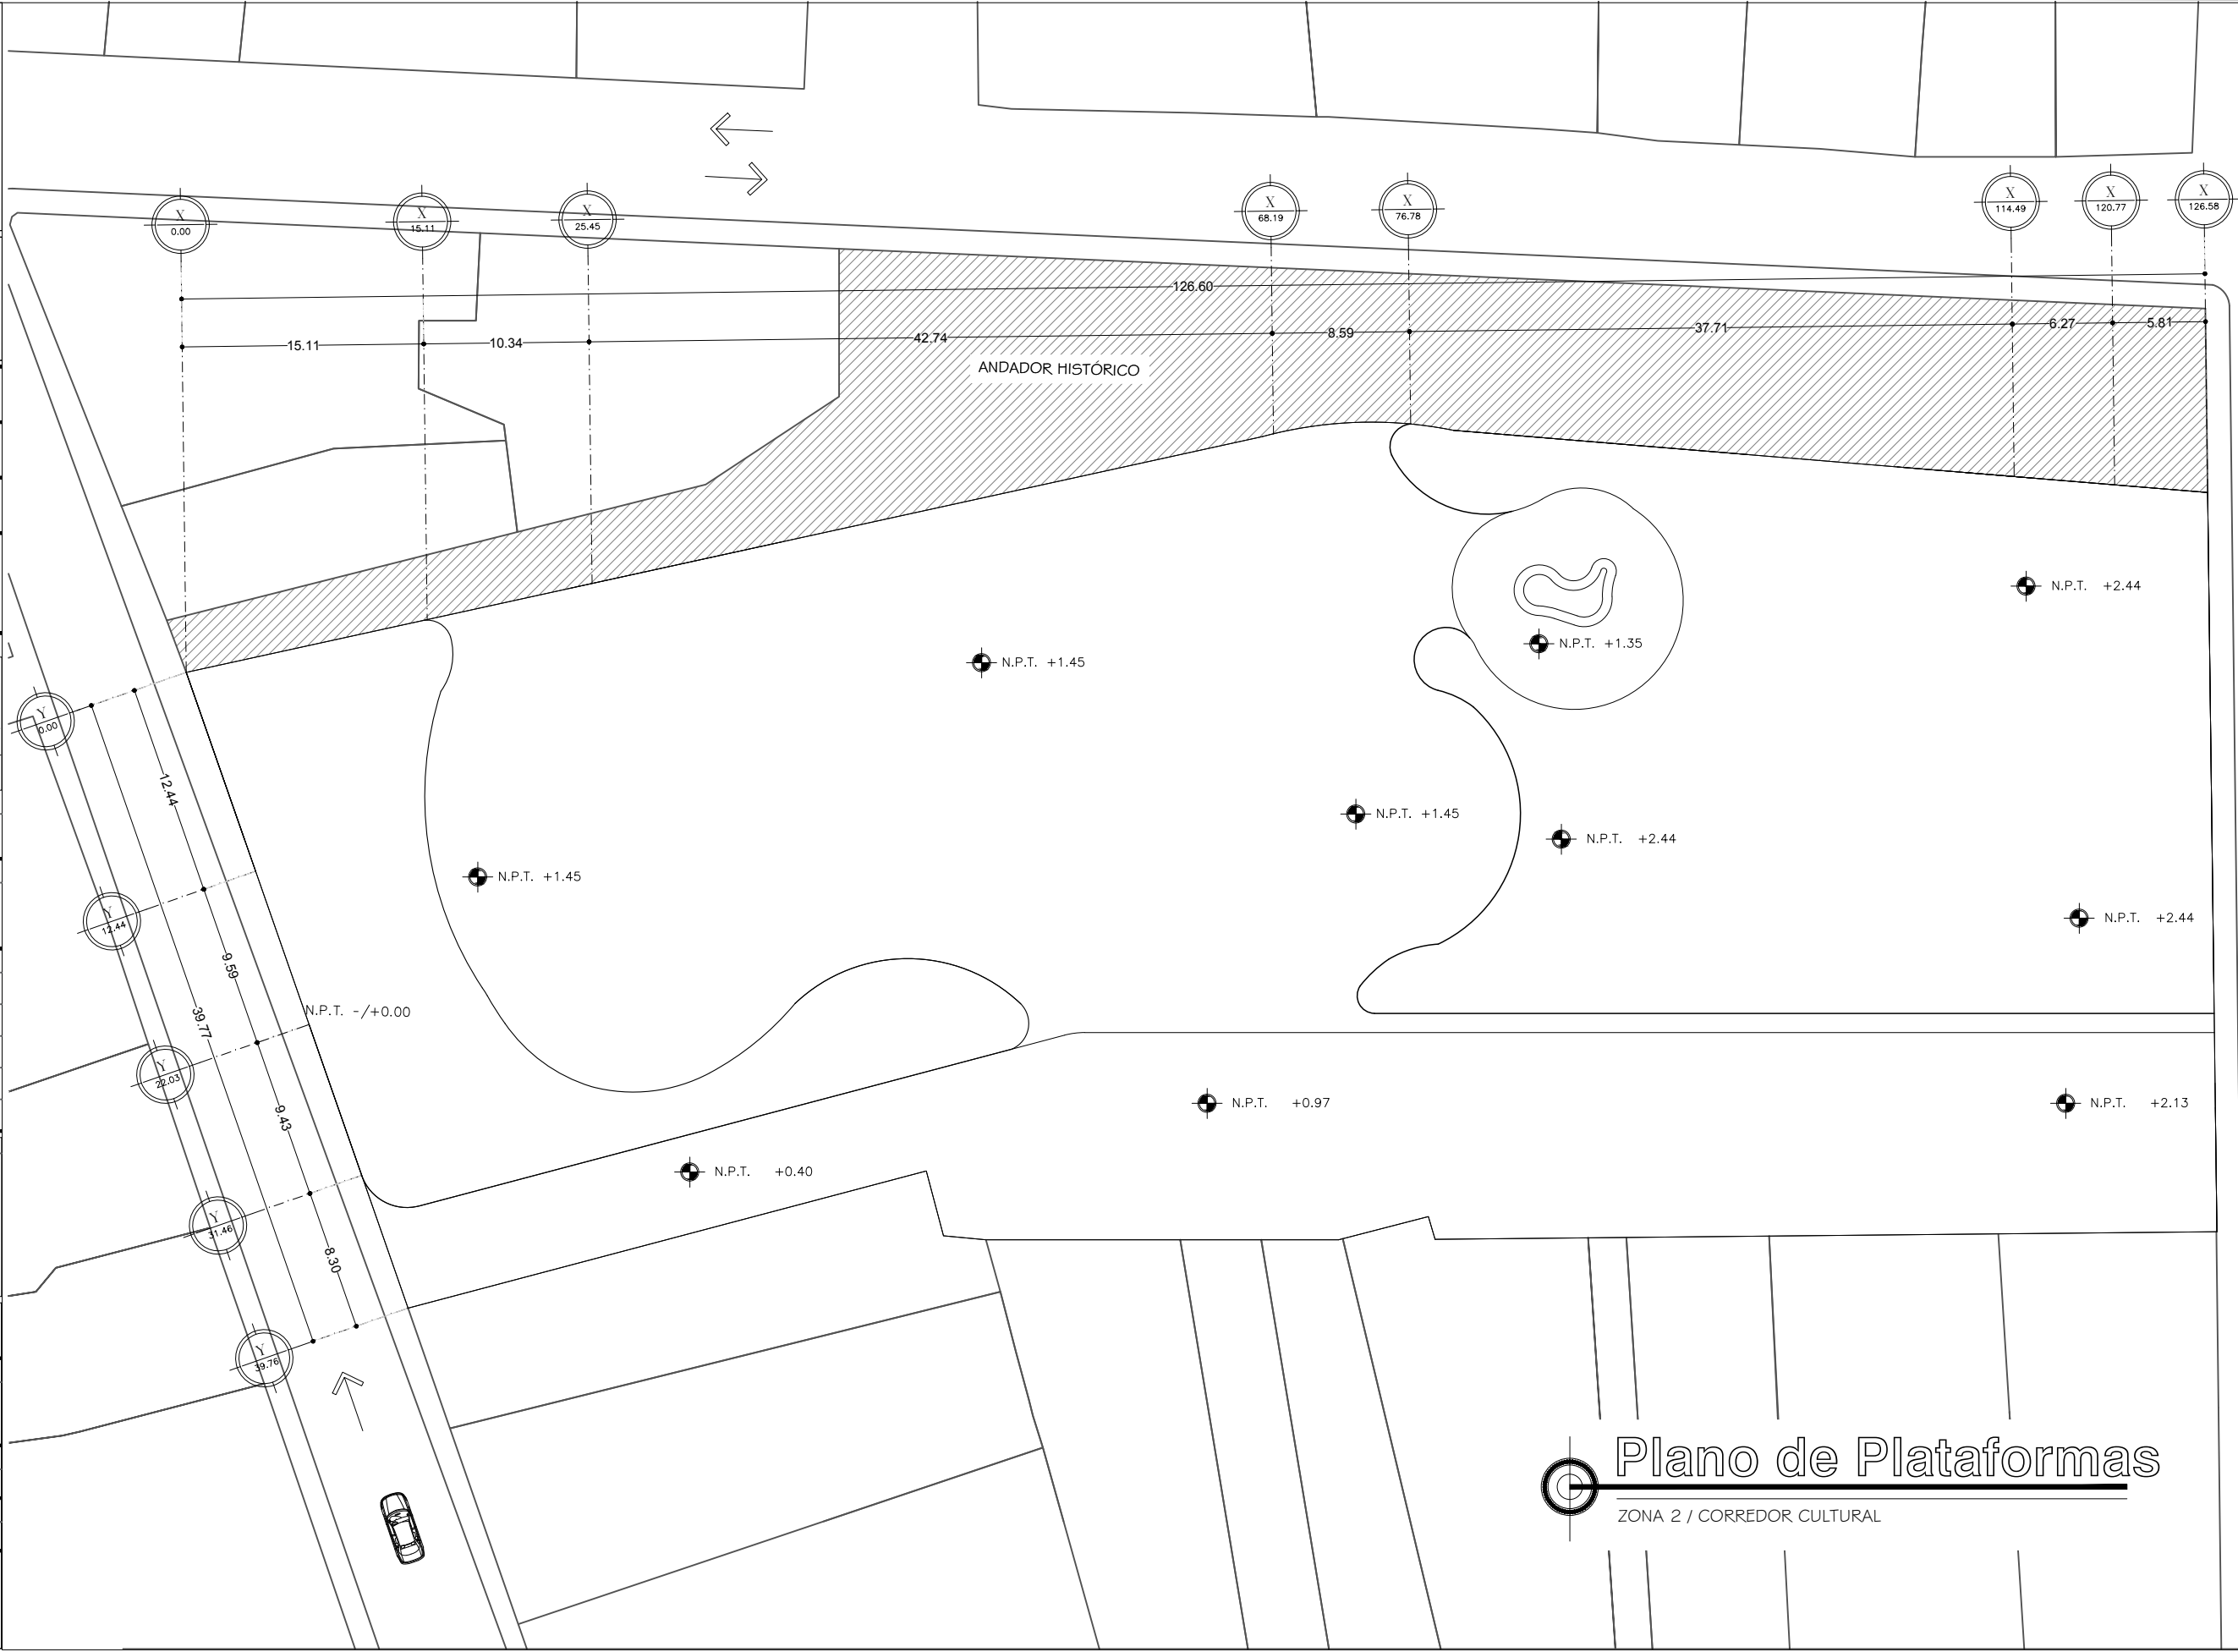 X 0.00
X 15.11
X 25.45
X 68.19
X 76.78
X 114.49
X 120.77
X 126.58
126.60
15.11
10.34
42.74
8.59
37.71
6.27
5.81
ANDADOR HISTÓRICO
N.P.T. +2.44
N.P.T. +1.35
N.P.T. +1.45
Y 0.00
12.44
N.P.T. +1.45
N.P.T. +2.44
N.P.T. +1.45
Y 12.44
N.P.T. +2.44
9.59
39.77
N.P.T. -/+0.00
Y 22.03
9.43
N.P.T. +0.97
N.P.T. +2.13
N.P.T. +0.40
Y 31.46
8.30
Y 39.76
Plano de Plataformas
ZONA 2 / CORREDOR CULTURAL